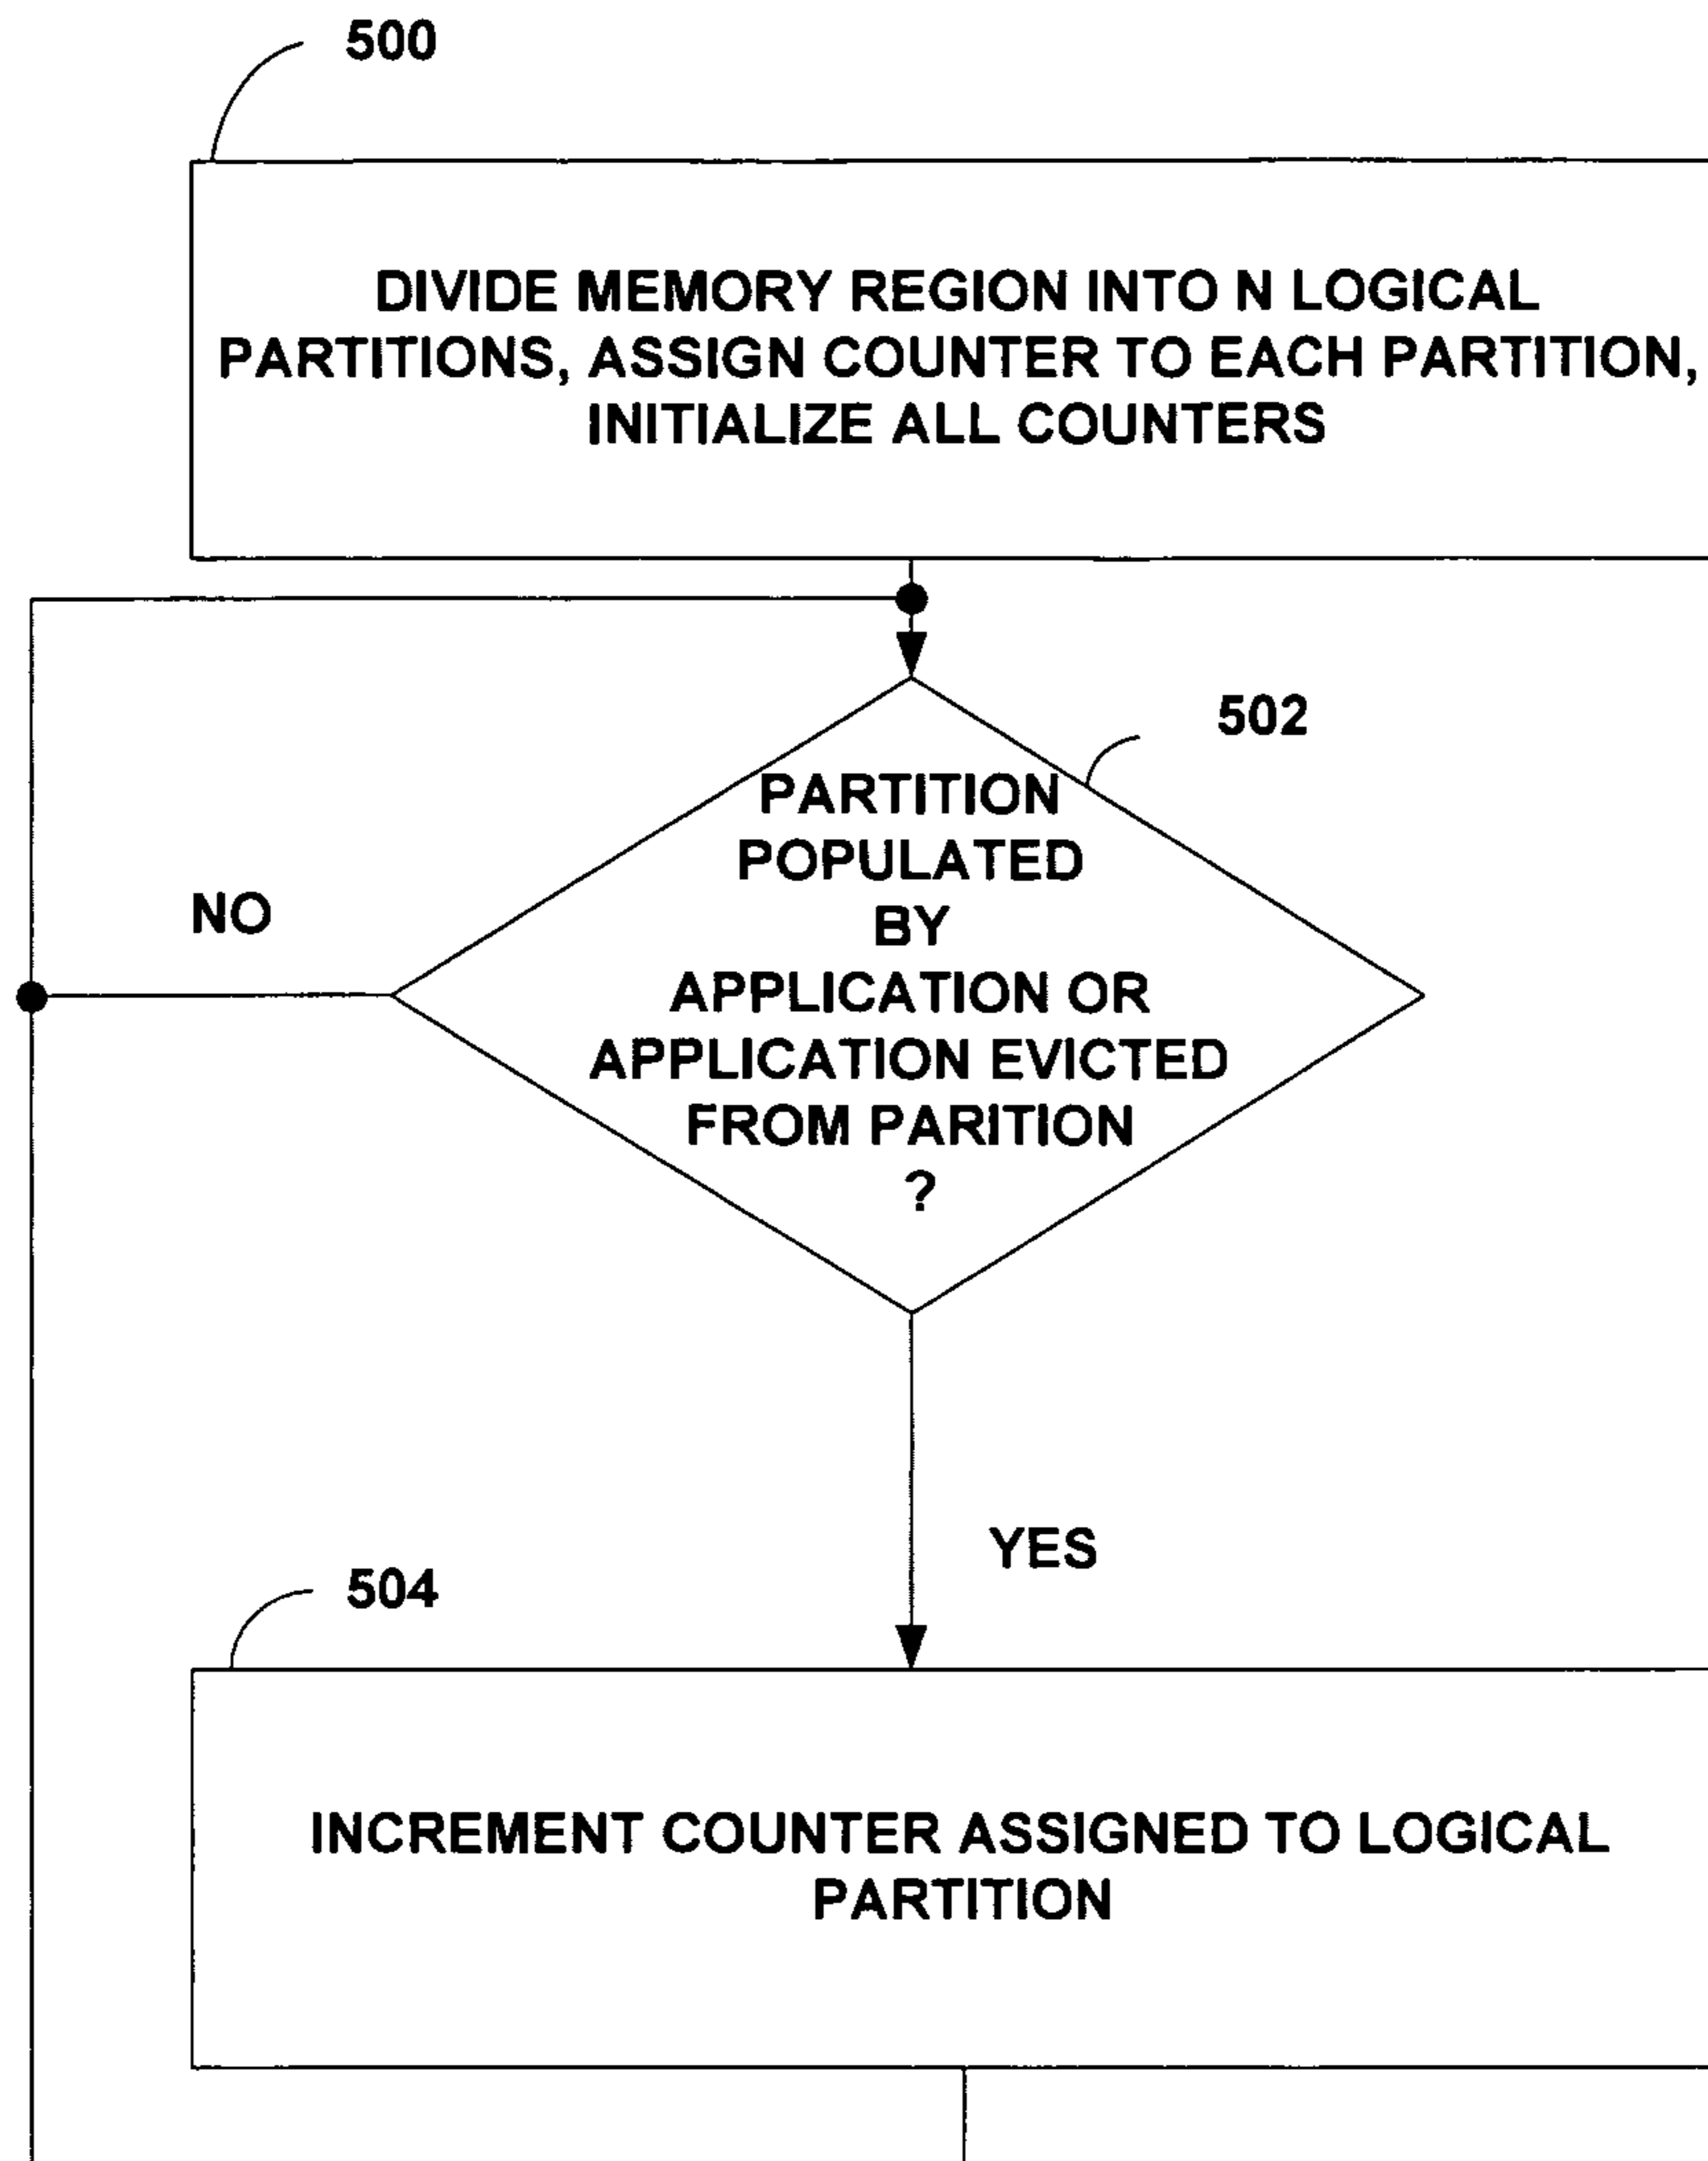 500
DIVIDE MEMORY REGION INTO N LOGICAL
PARTITIONS, ASSIGN COUNTER TO EACH PARTITION,
INITIALIZE ALL COUNTERS
502
PARTITION
POPULATED
BY
APPLICATION OR
APPLICATION EVICTED
FROM PARITION
?
NO
YES
504
INCREMENT COUNTER ASSIGNED TO LOGICAL
PARTITION